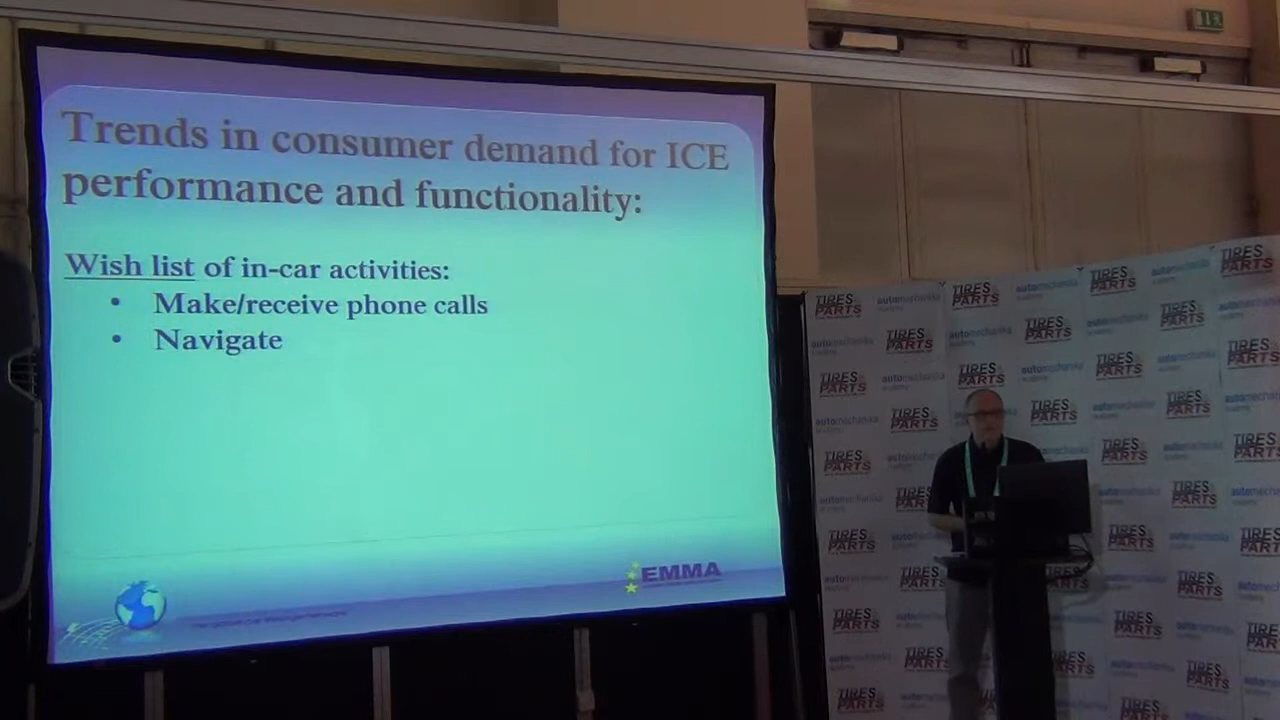 Trends in consumer demand for ICE
performance and functionality:
Wish list of in-car activities:
• Make/receive phone calls
• Navigate
EMMA
TIRES
PARTS
automechanika
academy